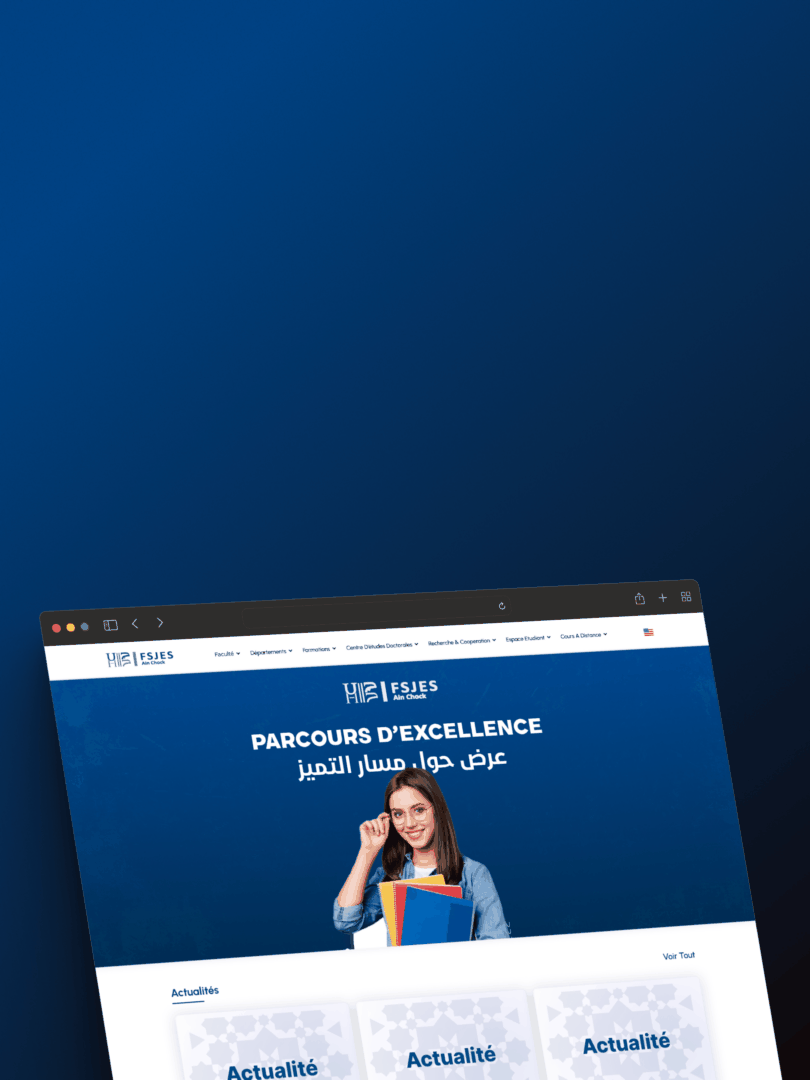 FSJES
Ain Chock
Faculté
Départements
Formations
Centre D'études Doctorales
Recherche & Cooperation
Espace Etudiant
Cours A Distance
FSJES
Ain Chock
PARCOURS D'EXCELLENCE
عرض حول مسار التميز
Actualités
Voir Tout
Actualité
Actualité
Actualité